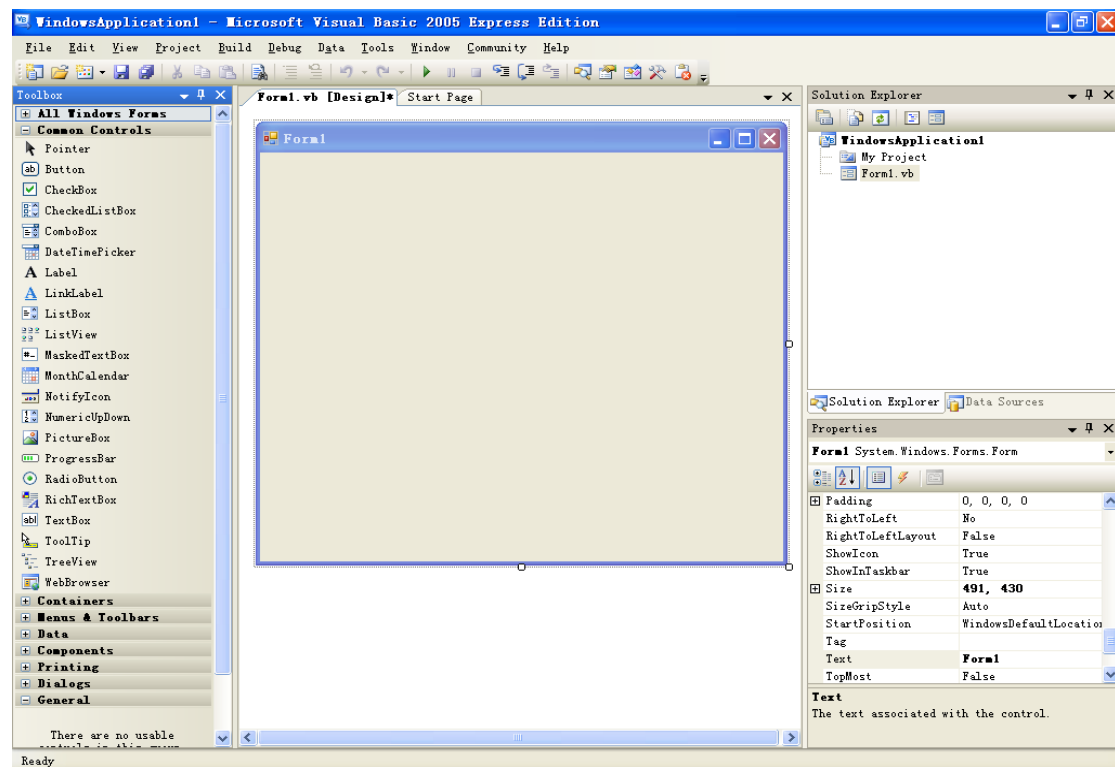 WindowsApplication1 - Microsoft Visual Basic 2005 Express Edition
File Edit View Project Build Debug Data Tools Window Community Help
Toolbox
All Windows Forms
Common Controls
Pointer
Button
CheckBox
CheckedListBox
ComboBox
DateTimePicker
Label
LinkLabel
ListBox
ListView
MaskedTextBox
MonthCalendar
NotifyIcon
NumericUpDown
PictureBox
ProgressBar
RadioButton
RichTextBox
TextBox
ToolTip
TreeView
WebBrowser
Containers
Menus & Toolbars
Data
Components
Printing
Dialogs
General
There are no usable
Form1.vb [Design]* Start Page
Form1
Solution Explorer
WindowsApplication1
My Project
Form1.vb
Solution Explorer Data Sources
Properties
Form1 System.Windows.Forms.Form
Padding 0, 0, 0, 0
RightToLeft No
RightToLeftLayout False
ShowIcon True
ShowInTaskbar True
Size 491, 430
SizeGripStyle Auto
StartPosition WindowsDefaultLocation
Tag
Text Form1
TopMost False
Text
The text associated with the control.
Ready